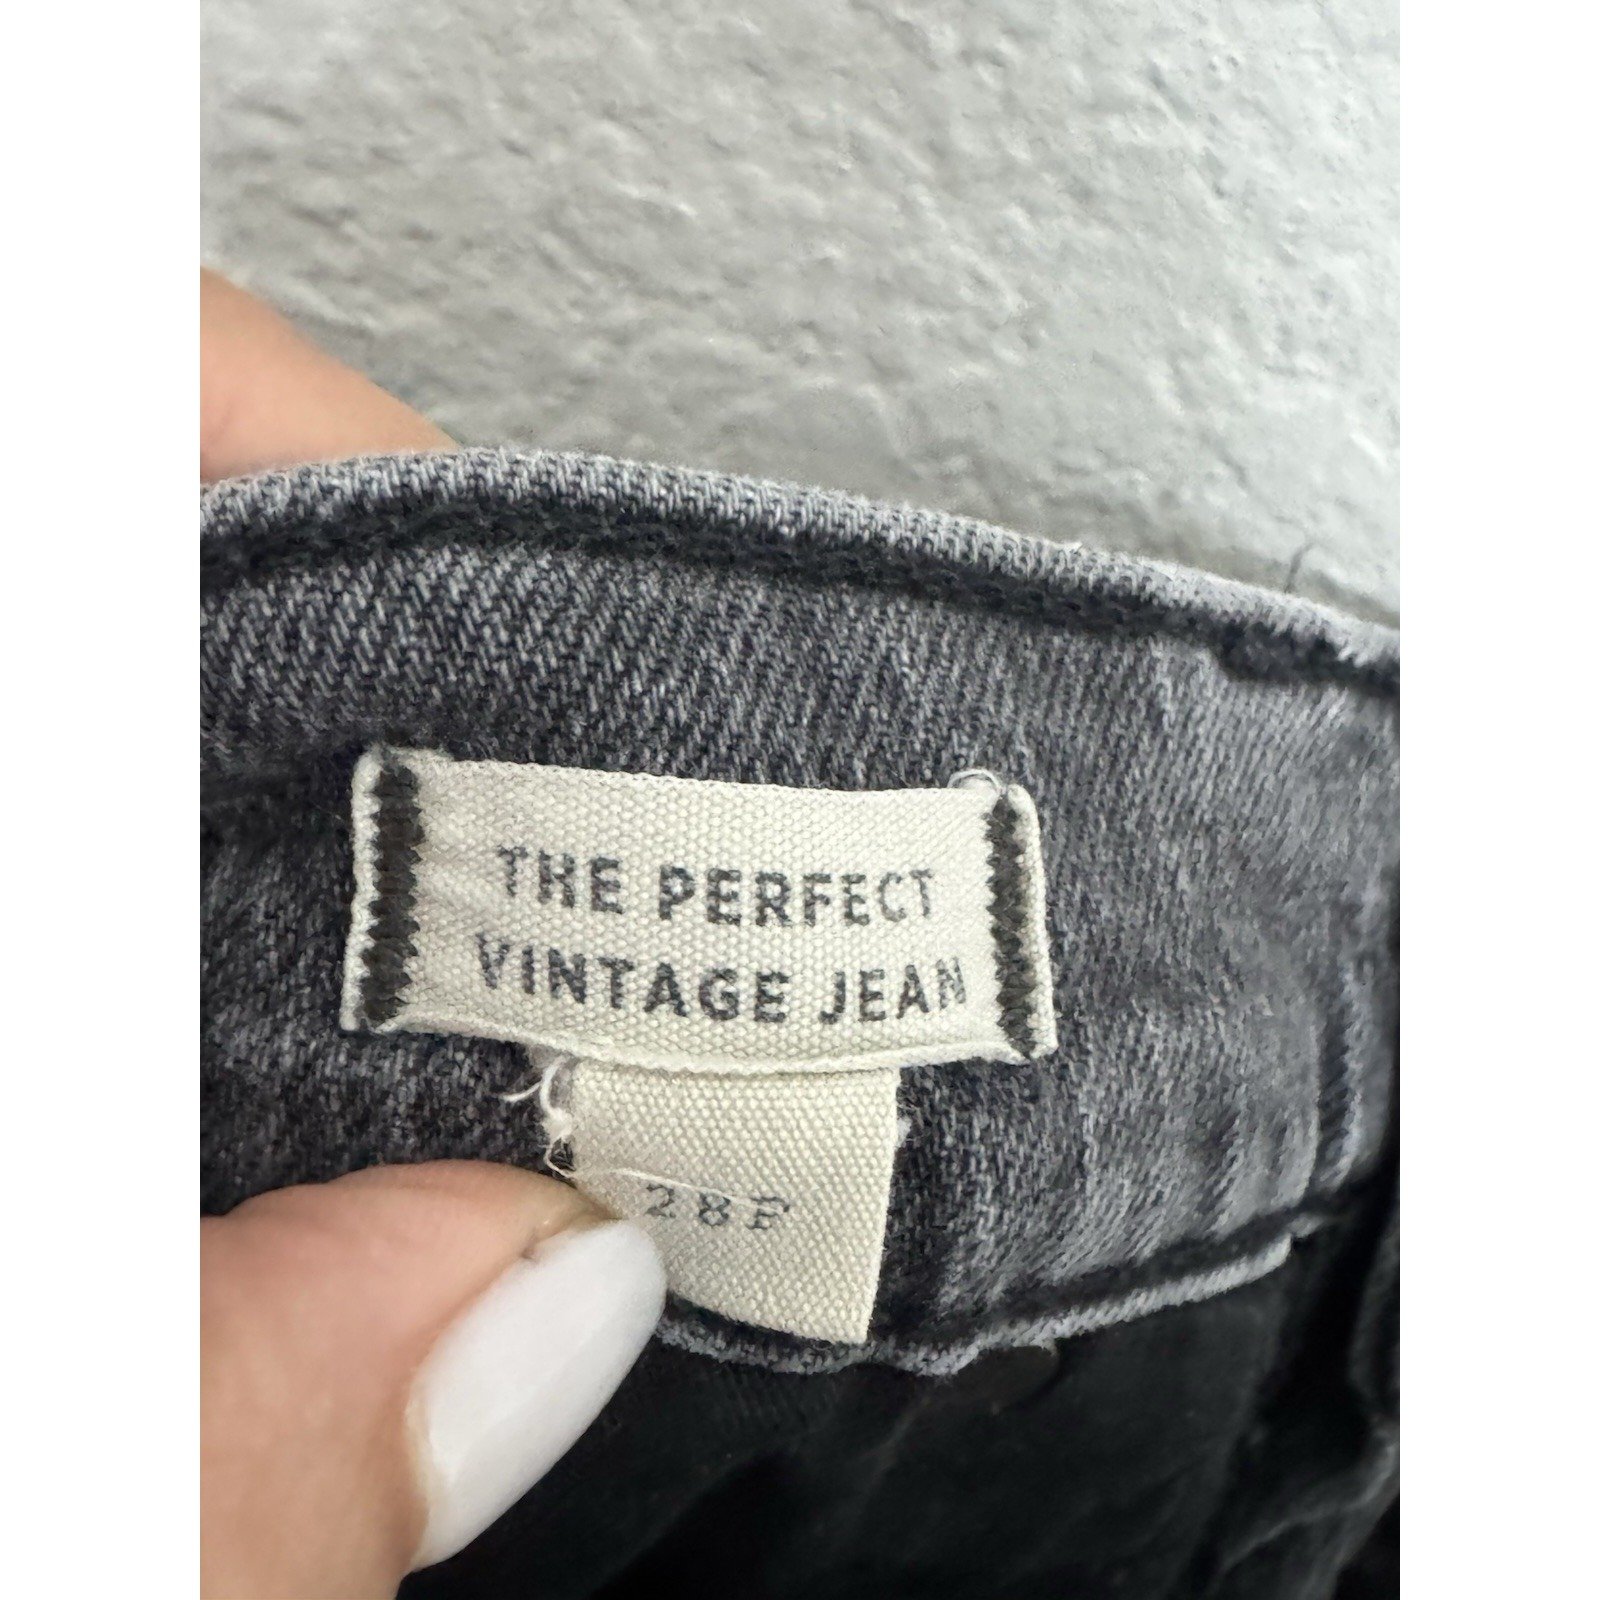 THE PERFECT
VINTAGE JEAN
28P